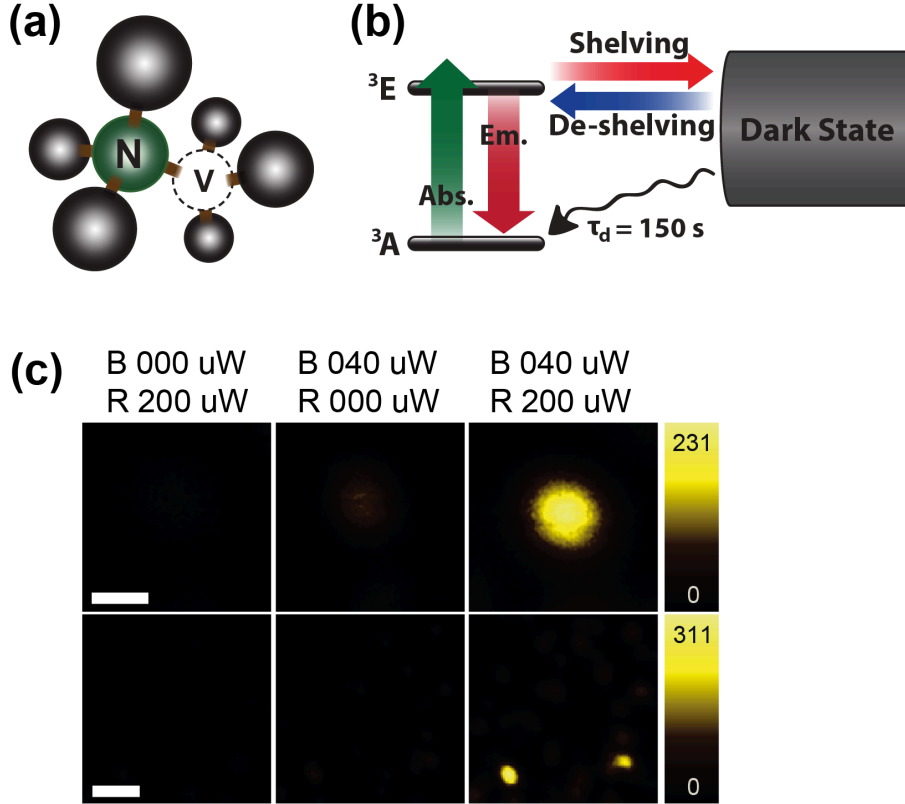 (a)
N
V
(b)
Shelving
³E
De-shelving
Em.
Dark State
Abs.
³A
τd = 150 s
(c)
B 000 uW
R 200 uW
B 040 uW
R 000 uW
B 040 uW
R 200 uW
231
0
311
0